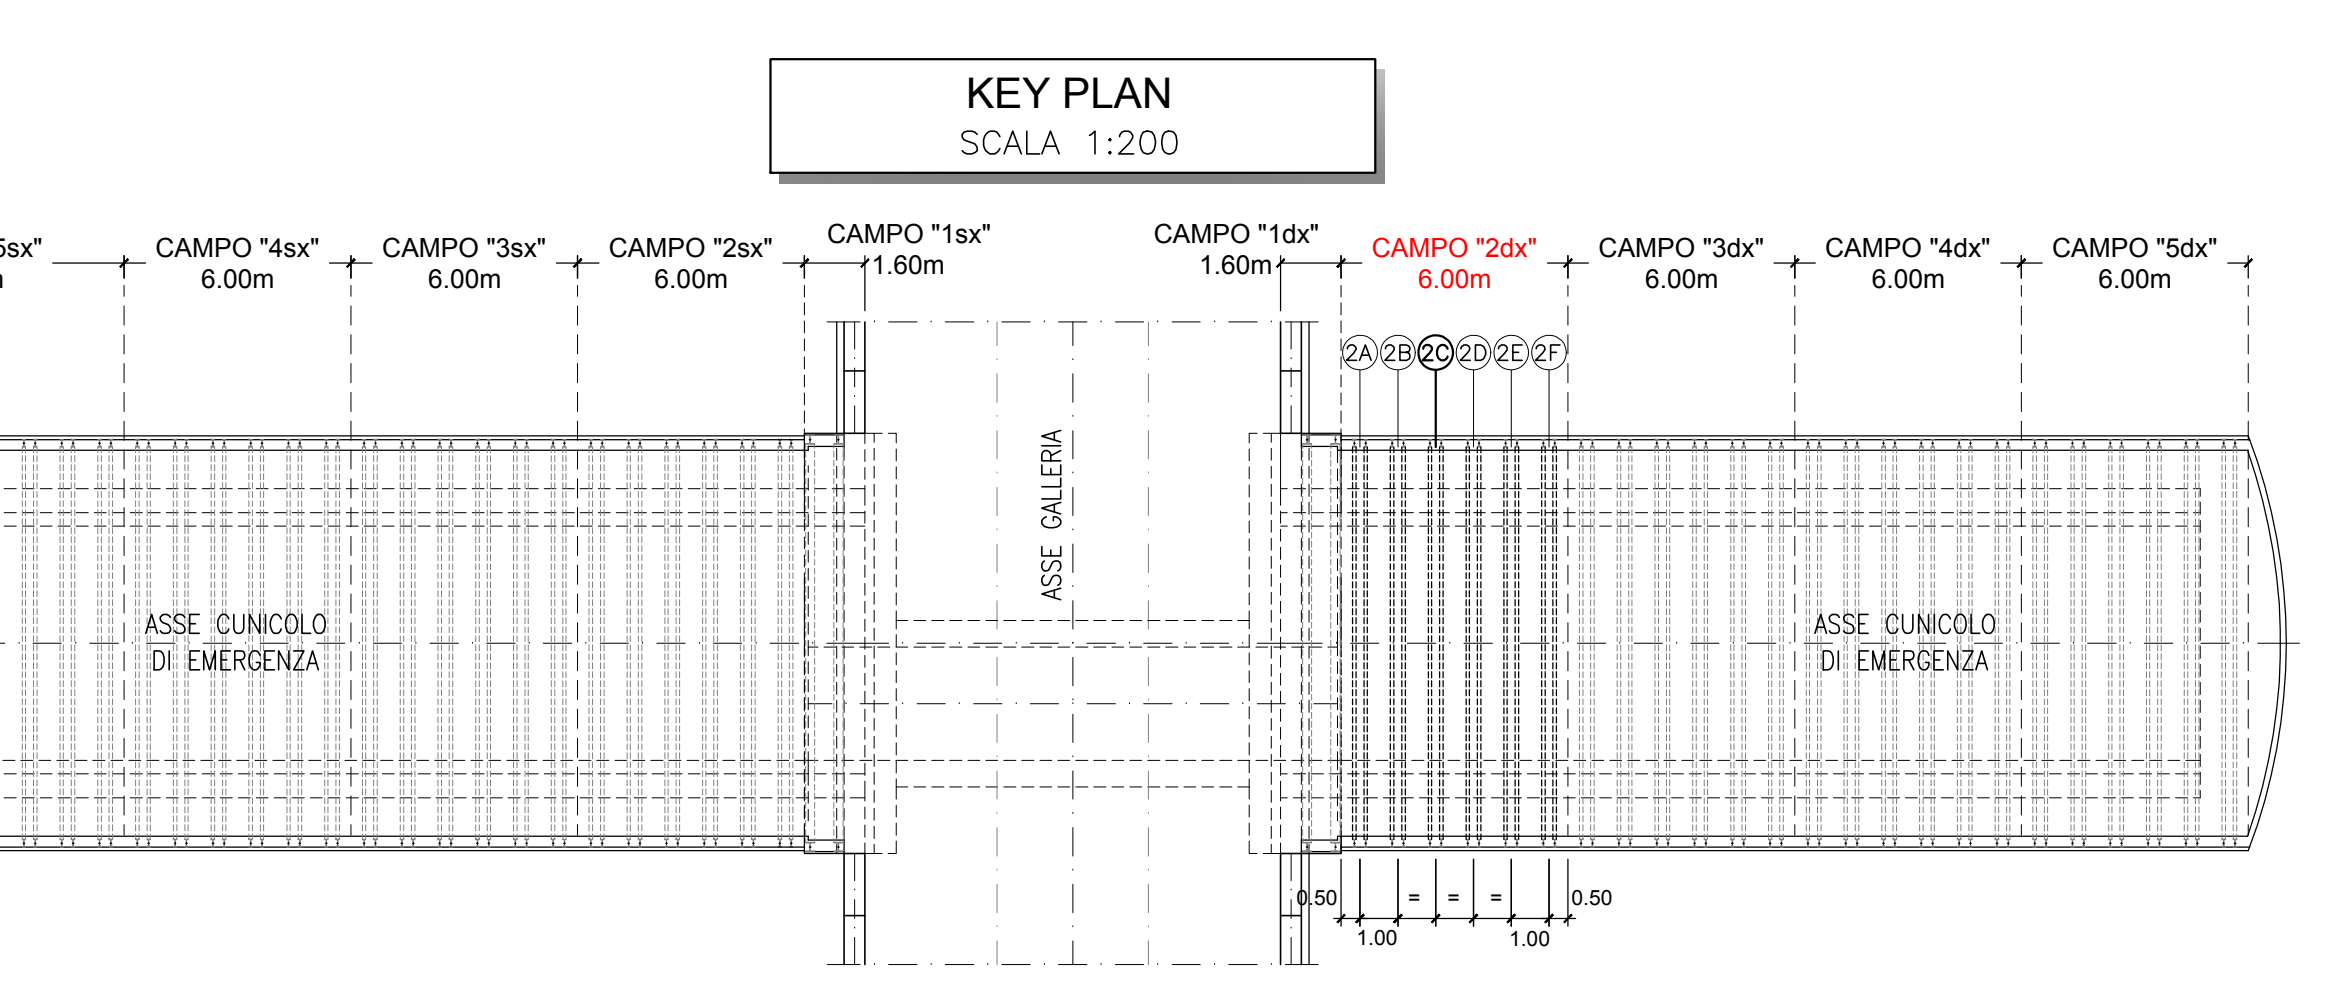 KEY PLAN
SCALA 1:200
5sx"
CAMPO "4sx"
6.00m
CAMPO "3sx"
6.00m
CAMPO "2sx"
6.00m
CAMPO "1sx"
1.60m
CAMPO "1dx"
1.60m
CAMPO "2dx"
6.00m
CAMPO "3dx"
6.00m
CAMPO "4dx"
6.00m
CAMPO "5dx"
6.00m
2A 2B 2C 2D 2E 2F
ASSE GALLERIA
ASSE CUNICOLO
DI EMERGENZA
ASSE CUNICOLO
DI EMERGENZA
0.50 = = = 0.50
1.00 1.00